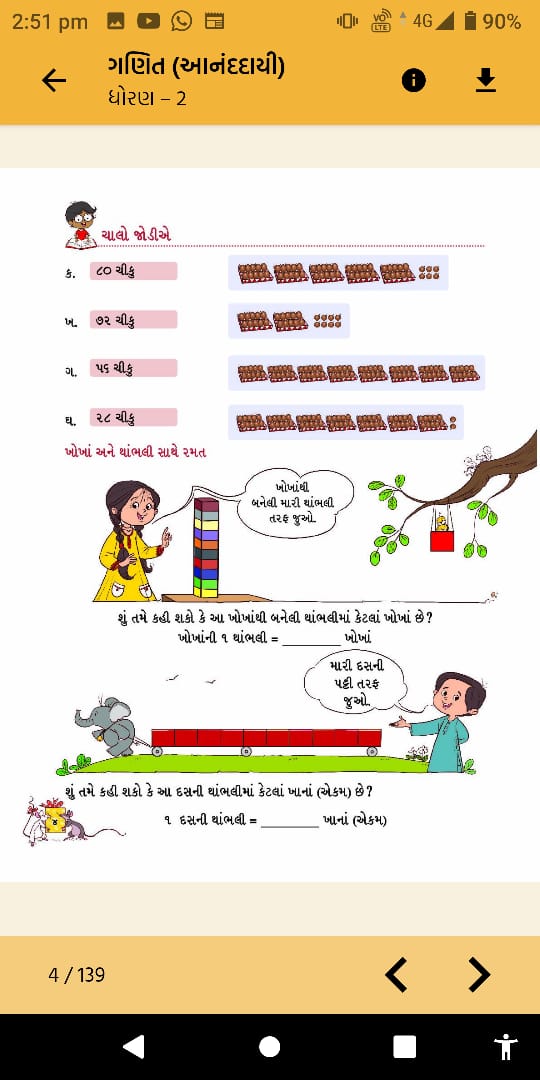 2:51 pm
VO)) LTE 4G 90%
ગણિત (આનંદદાયી)
ધોરણ – 2
ચાલો જોડીએ
ક. ૮૦ ચીકુ
ખ. ૭૨ ચીકુ
ગ. ૫૬ ચીકુ
ઘ. ૨૮ ચીકુ
ખોખાં અને થાંભલી સાથે રમત
ખોખાંથી
બનેલી મારી થાંભલી
તરફ જુઓ.
શું તમે કહી શકો કે આ ખોખાંથી બનેલી થાંભલીમાં કેટલાં ખોખાં છે?
ખોખાંની ૧ થાંભલી = ________ ખોખાં
મારી દસની
પટ્ટી તરફ
જુઓ.
શું તમે કહી શકો કે આ દસની થાંભલીમાં કેટલાં ખાનાં (એકમ) છે?
૧ દસની થાંભલી = ________ ખાનાં (એકમ)
4 / 139